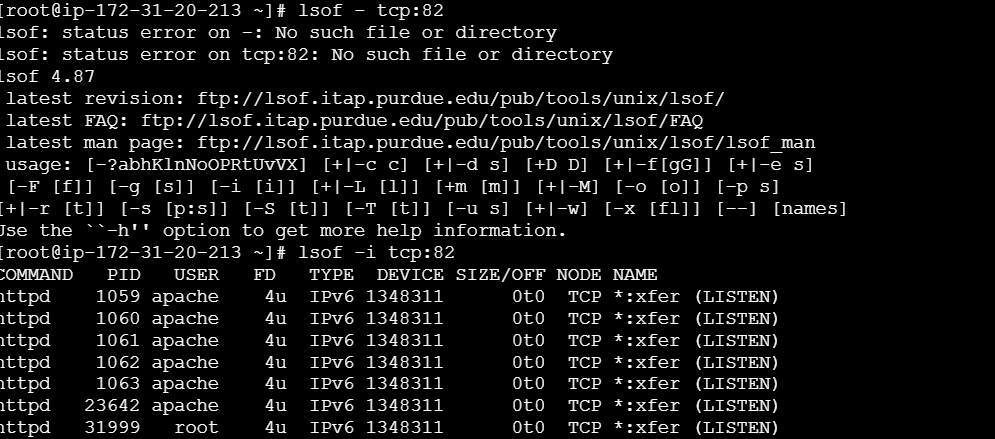 [root@ip-172-31-20-213 ~]# lsof - tcp:82
lsof: status error on -: No such file or directory
lsof: status error on tcp:82: No such file or directory
lsof 4.87
 latest revision: ftp://lsof.itap.purdue.edu/pub/tools/unix/lsof/
 latest FAQ: ftp://lsof.itap.purdue.edu/pub/tools/unix/lsof/FAQ
 latest man page: ftp://lsof.itap.purdue.edu/pub/tools/unix/lsof/lsof_man
 usage: [-?abhKlnNoOPRtUvVX] [+|-c c] [+|-d s] [+D D] [+|-f[gG]] [+|-e s]
 [-F [f]] [-g [s]] [-i [i]] [+|-L [l]] [+m [m]] [+|-M] [-o [o]] [-p s]
[+|-r [t]] [-s [p:s]] [-S [t]] [-T [t]] [-u s] [+|-w] [-x [fl]] [--] [names]
Use the ``-h'' option to get more help information.
[root@ip-172-31-20-213 ~]# lsof -i tcp:82
COMMAND   PID   USER   FD   TYPE  DEVICE SIZE/OFF NODE NAME
httpd    1059 apache    4u  IPv6 1348311      0t0  TCP *:xfer (LISTEN)
httpd    1060 apache    4u  IPv6 1348311      0t0  TCP *:xfer (LISTEN)
httpd    1061 apache    4u  IPv6 1348311      0t0  TCP *:xfer (LISTEN)
httpd    1062 apache    4u  IPv6 1348311      0t0  TCP *:xfer (LISTEN)
httpd    1063 apache    4u  IPv6 1348311      0t0  TCP *:xfer (LISTEN)
httpd   23642 apache    4u  IPv6 1348311      0t0  TCP *:xfer (LISTEN)
httpd   31999   root    4u  IPv6 1348311      0t0  TCP *:xfer (LISTEN)